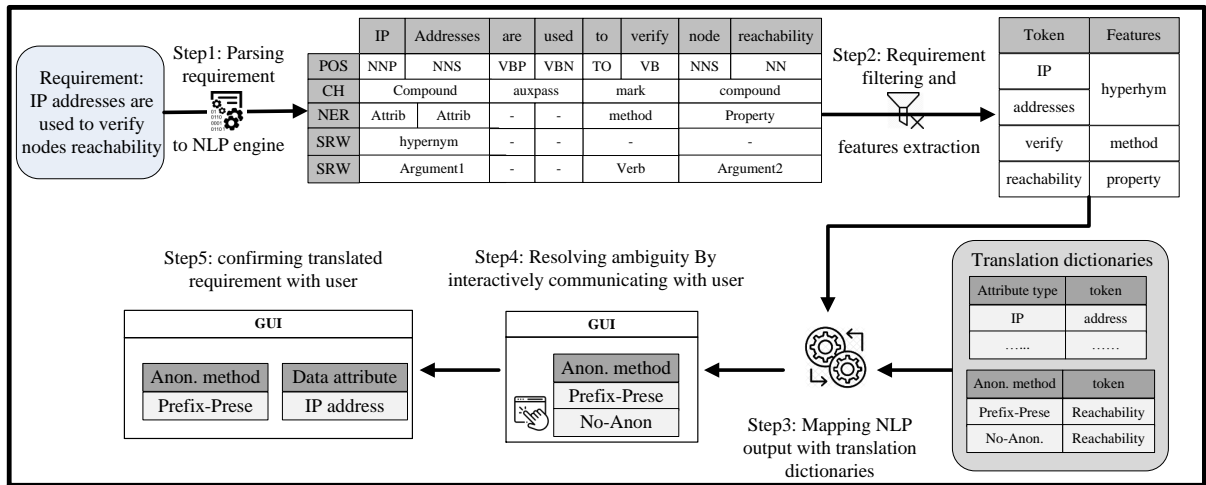 Requirement:
IP addresses are
used to verify
nodes reachability
Step1: Parsing
requirement
to NLP engine
IP Addresses are used to verify node reachability
POS NNP NNS VBP VBN TO VB NNS NN
CH Compound auxpass mark compound
NER Attrib Attrib - - method Property
SRW hypernym - - - -
SRW Argument1 - - Verb Argument2
Step2: Requirement
filtering and
features extraction
Token Features
IP
hyperhym
addresses
verify method
reachability property
Translation dictionaries
Attribute type token
IP address
…... ……
Anon. method token
Prefix-Prese Reachability
No-Anon. Reachability
Step3: Mapping NLP
output with translation
dictionaries
Step4: Resolving ambiguity By
interactively communicating with user
GUI
Anon. method
Prefix-Prese
No-Anon
Step5: confirming translated
requirement with user
GUI
Anon. method Data attribute
Prefix-Prese IP address